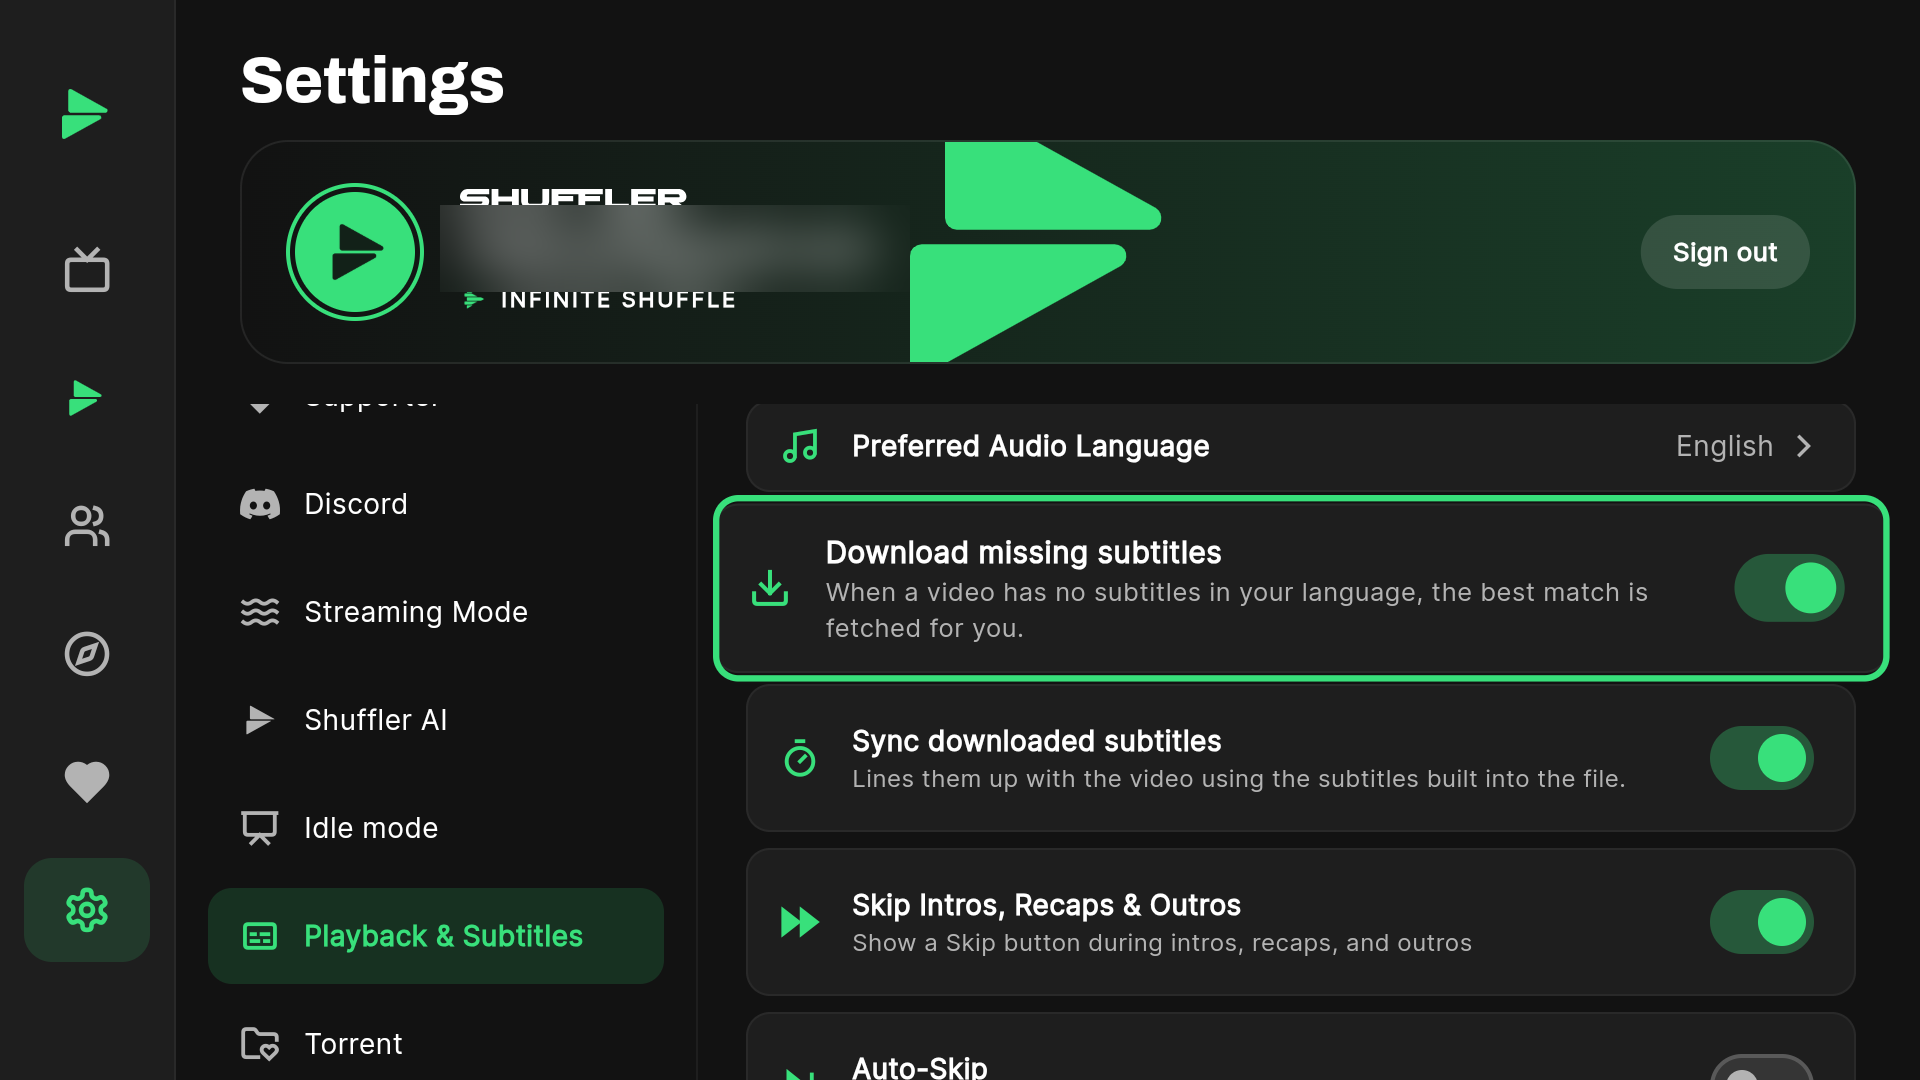 Settings
SHUFFLER
INFINITE SHUFFLE
Sign out
Supporter
Discord
Streaming Mode
Shuffler AI
Idle mode
Playback & Subtitles
Torrent
Preferred Audio Language
English
Download missing subtitles
When a video has no subtitles in your language, the best match is
fetched for you.
Sync downloaded subtitles
Lines them up with the video using the subtitles built into the file.
Skip Intros, Recaps & Outros
Show a Skip button during intros, recaps, and outros
Auto-Skip